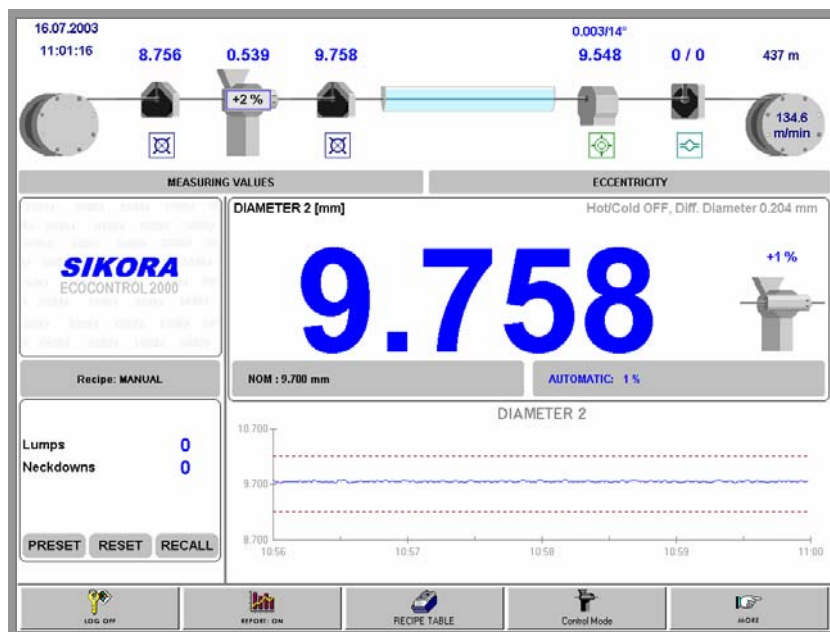 16.07.2003
11:01:16
8.756
0.539
9.758
0.003/14°
9.548
0 / 0
437 m
+2 %
134.6
m/min
MEASURING VALUES
ECCENTRICITY
SIKORA
ECOCONTROL 2000
Recipe: MANUAL
DIAMETER 2 [mm]
Hot/Cold OFF, Diff. Diameter 0.204 mm
9.758
+1 %
NOM : 9.700 mm
AUTOMATIC: 1 %
Lumps 0
Neckdowns 0
PRESET
RESET
RECALL
DIAMETER 2
10.700
9.700
8.700
10:56
10:57
10:58
10:59
11:00
LOG OFF
REPORT: ON
RECIPE TABLE
Control Mode
MORE